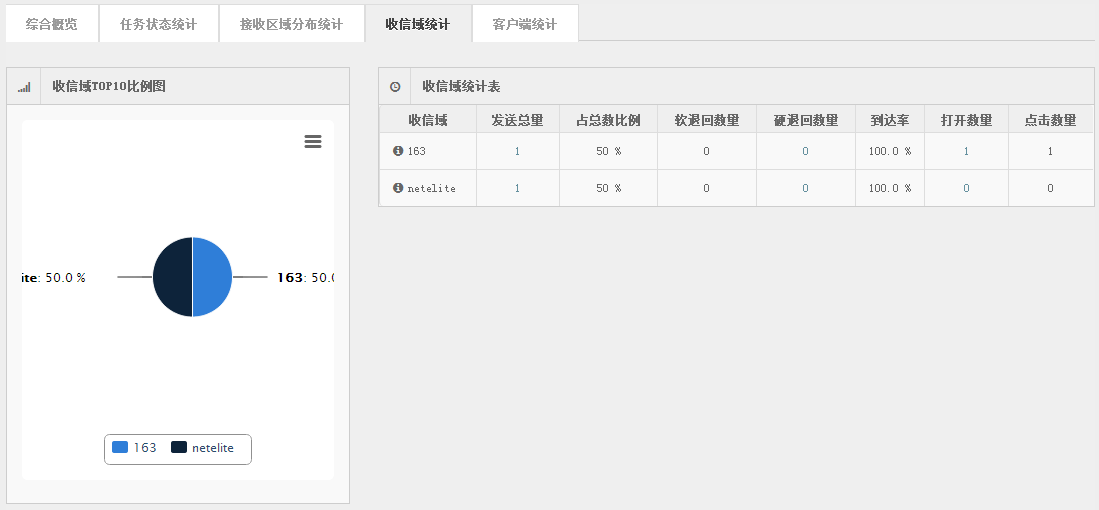 综合概览 任务状态统计 接收区域分布统计 收信域统计 客户端统计
收信域TOP10比例图
ite: 50.0 %
163: 50.0
163 netelite
收信域统计表
收信域 发送总量 占总数比例 软退回数量 硬退回数量 到达率 打开数量 点击数量
163 1 50 % 0 0 100.0 % 1 1
netelite 1 50 % 0 0 100.0 % 0 0